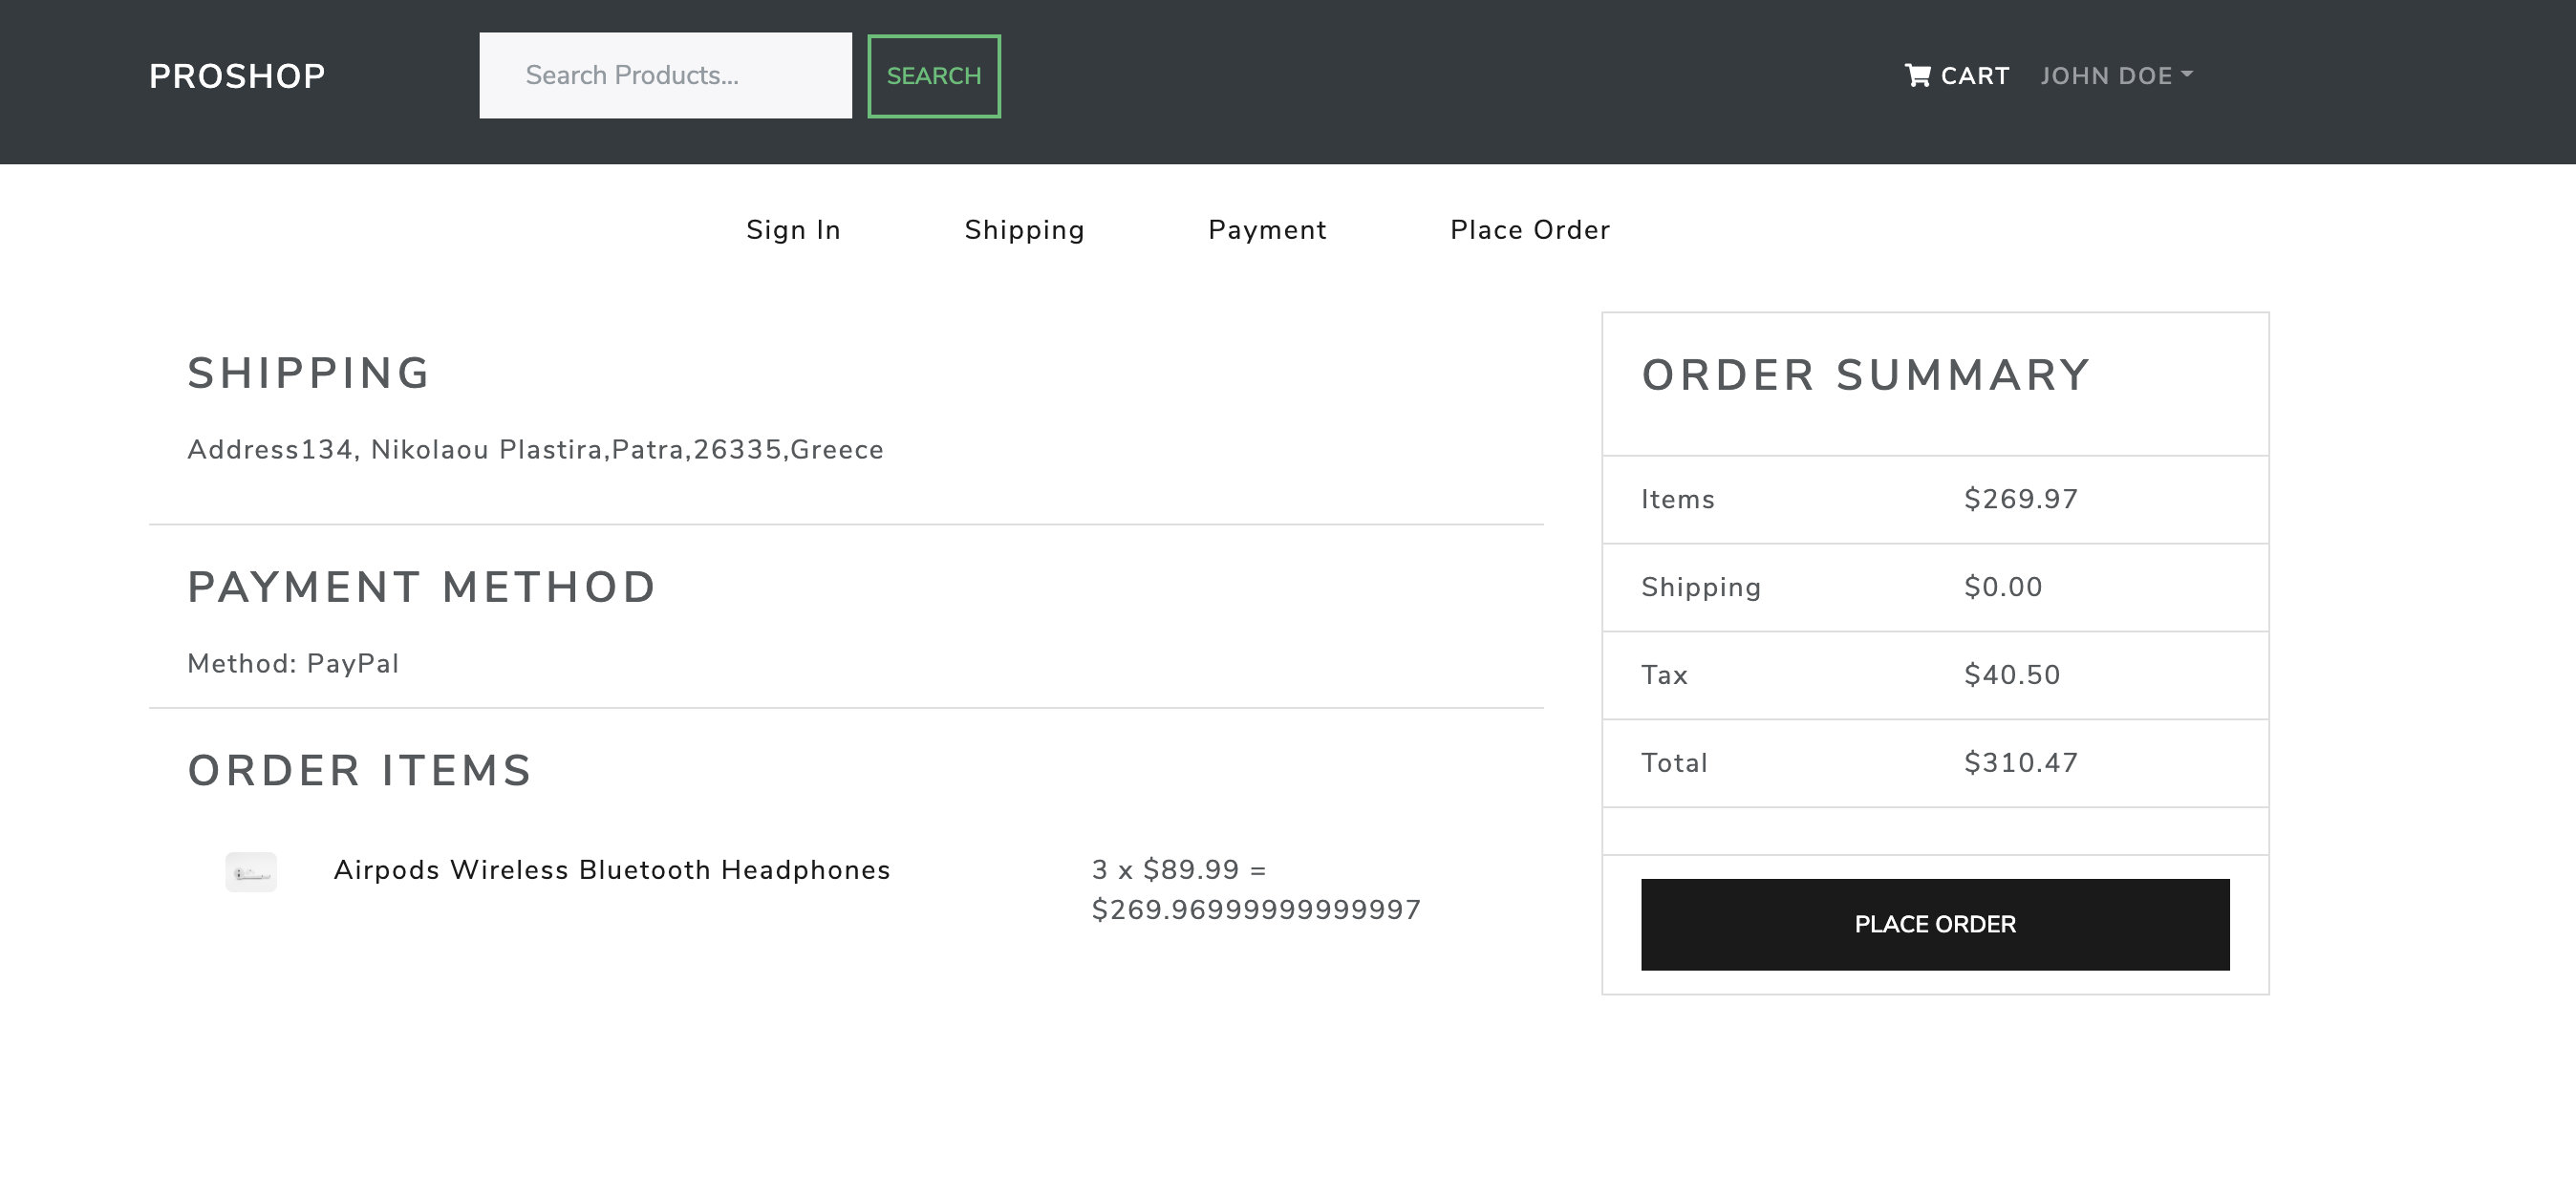 PROSHOP
Search Products...
SEARCH
CART
JOHN DOE
Sign In
Shipping
Payment
Place Order
SHIPPING
Address134, Nikolaou Plastira,Patra,26335,Greece
PAYMENT METHOD
Method: PayPal
ORDER ITEMS
Airpods Wireless Bluetooth Headphones
3 x $89.99 =
$269.96999999999997
ORDER SUMMARY
Items $269.97
Shipping $0.00
Tax $40.50
Total $310.47
PLACE ORDER